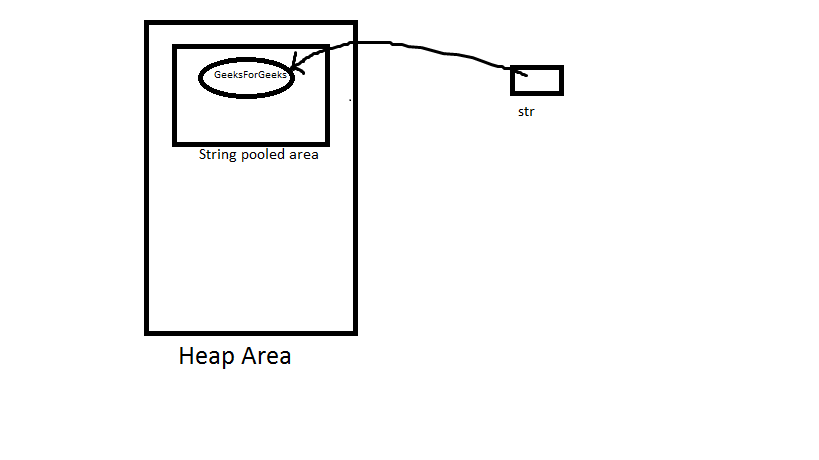 GeeksForGeeks
str
String pooled area
Heap Area